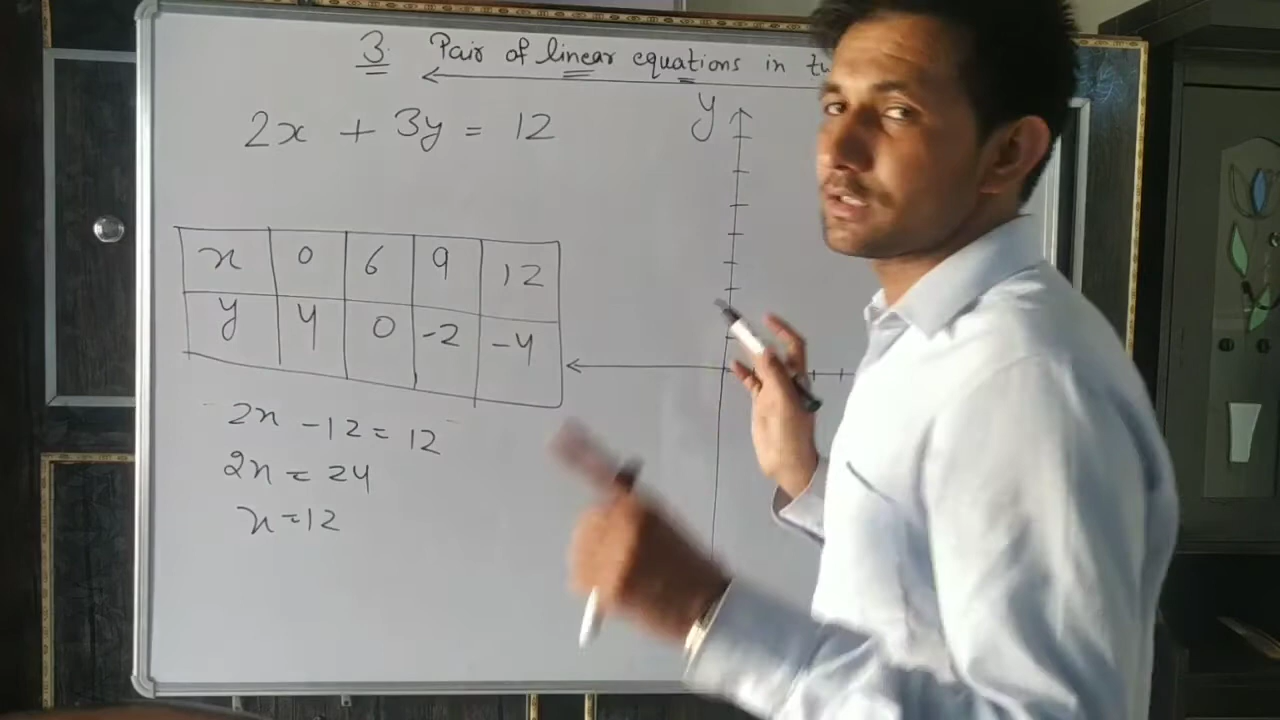 3. Pair of linear equations in
2x + 3y = 12
y
x 0 6 9 12
y 4 0 -2 -4
2x - 12 = 12
2x = 24
x = 12